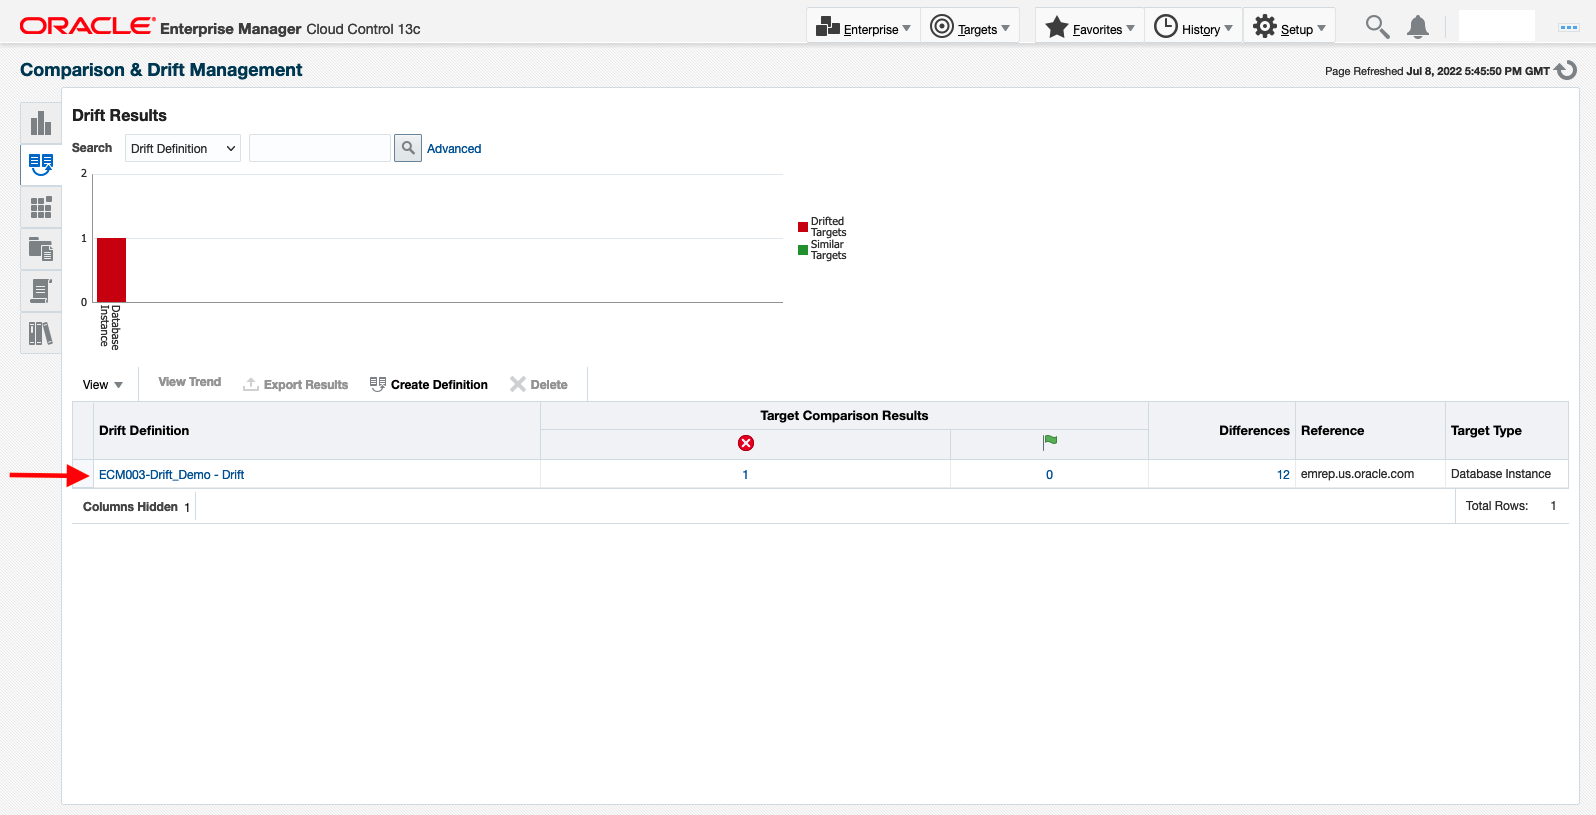 ORACLE Enterprise Manager Cloud Control 13c
Enterprise Targets Favorites History Setup
Comparison & Drift Management
Page Refreshed Jul 8, 2022 5:45:50 PM GMT
Drift Results
Search Drift Definition Advanced
2
1
0
Drifted
Targets
Similar
Targets
Database
Instance
View View Trend Export Results Create Definition Delete
Drift Definition Target Comparison Results Differences Reference Target Type
ECM003-Drift_Demo - Drift 1 0 12 emrep.us.oracle.com Database Instance
Columns Hidden 1 Total Rows: 1